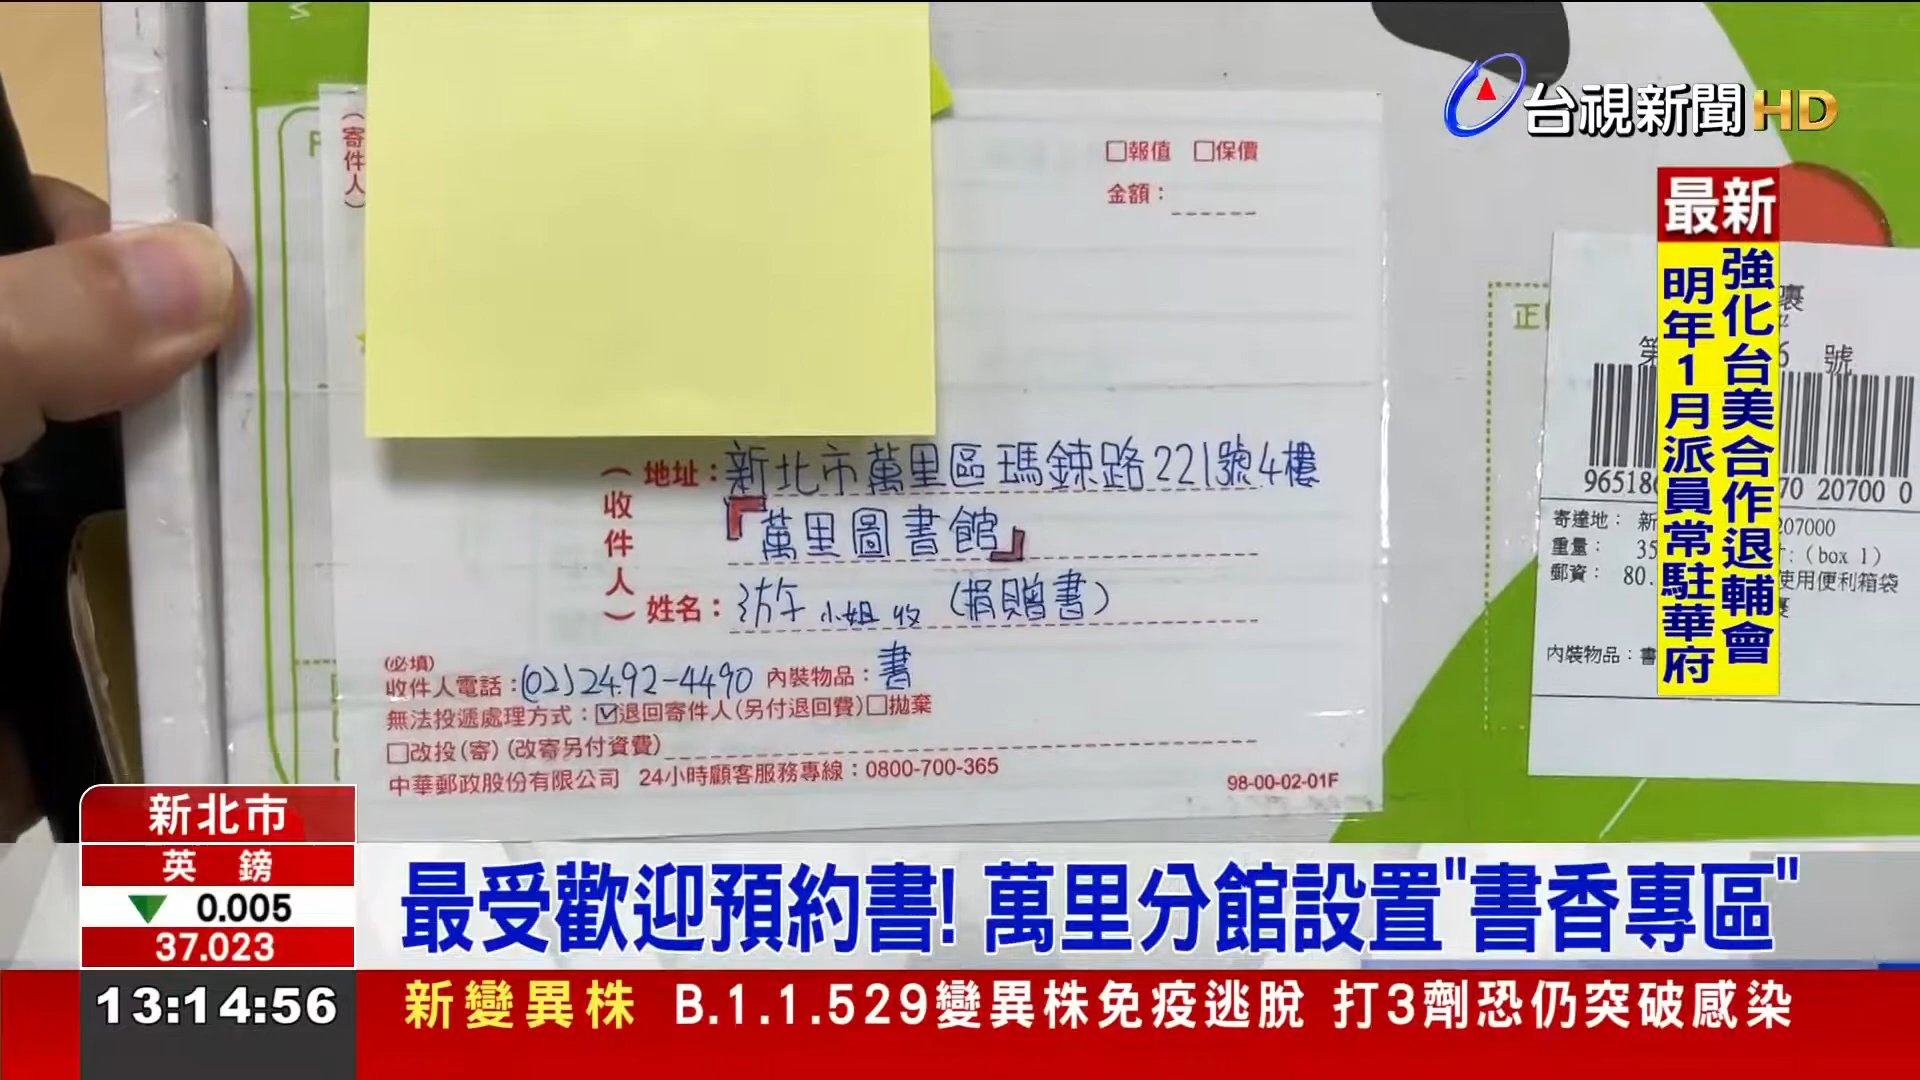 台視新聞HD
最新
強化台美合作退輔會
明年1月派員常駐華府
(寄件人)
□報值 □保價
金額:
(收件人)
地址:新北市萬里區瑪鋉路221號4樓
『萬里圖書館』
姓名:游 小姐 收 (捐贈書)
(必填)
收件人電話:(02)2492-4490 內裝物品:書
無法投遞處理方式:☑退回寄件人(另付退回費)□拋棄
□改投(寄)(改寄另付資費)
中華郵政股份有限公司 24小時顧客服務專線:0800-700-365
98-00-02-01F
號
70 20700 0
寄達地: 新 207000
重量: 35 (box 1)
郵資: 80. 使用便利箱袋
內裝物品:書
新北市
英鎊
▼ 0.005
37.023
13:14:56
最受歡迎預約書! 萬里分館設置"書香專區"
新變異株 B.1.1.529變異株免疫逃脫 打3劑恐仍突破感染